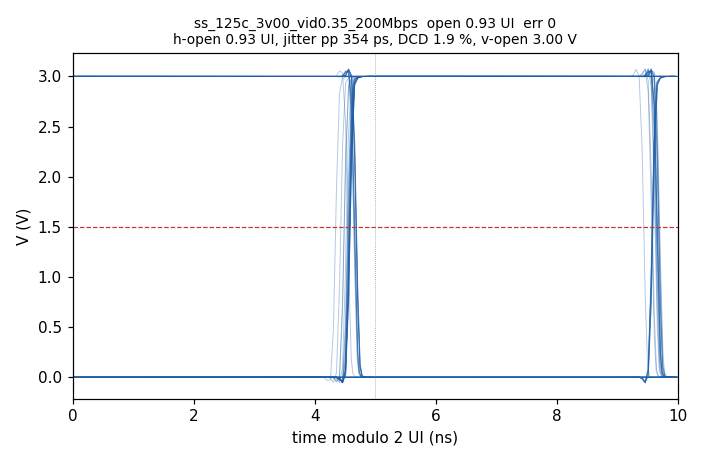 ss_125c_3v00_vid0.35_200Mbps  open 0.93 UI  err 0
h-open 0.93 UI, jitter pp 354 ps, DCD 1.9 %, v-open 3.00 V
V (V)
3.0
2.5
2.0
1.5
1.0
0.5
0.0
0 2 4 6 8 10
time modulo 2 UI (ns)